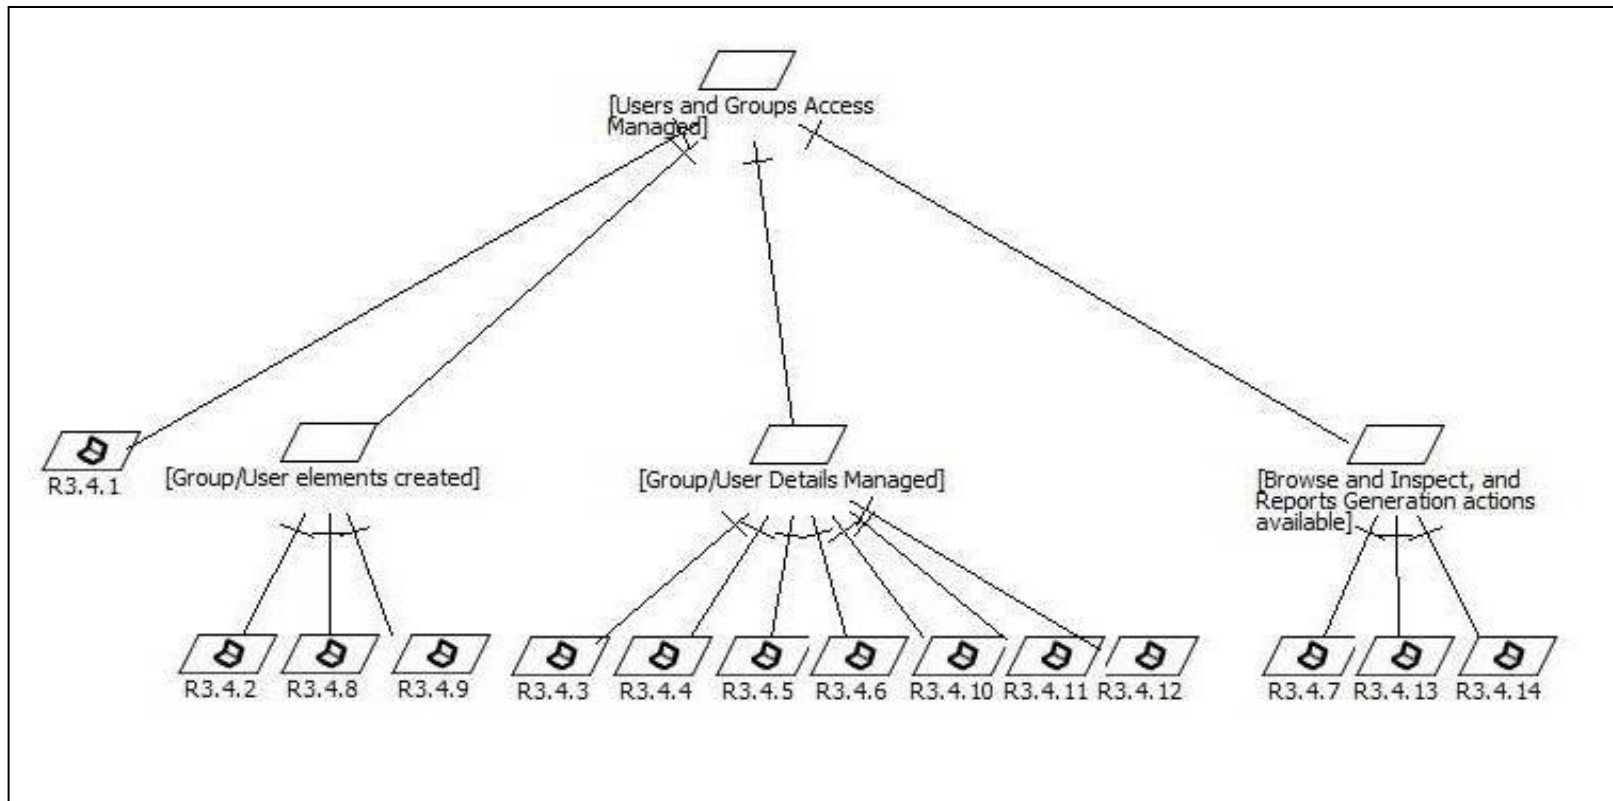 [Users and Groups Access
Managed]
R3.4.1
[Group/User elements created]
[Group/User Details Managed]
[Browse and Inspect, and
Reports Generation actions
available]
R3.4.2
R3.4.8
R3.4.9
R3.4.3
R3.4.4
R3.4.5
R3.4.6
R3.4.10
R3.4.11
R3.4.12
R3.4.7
R3.4.13
R3.4.14